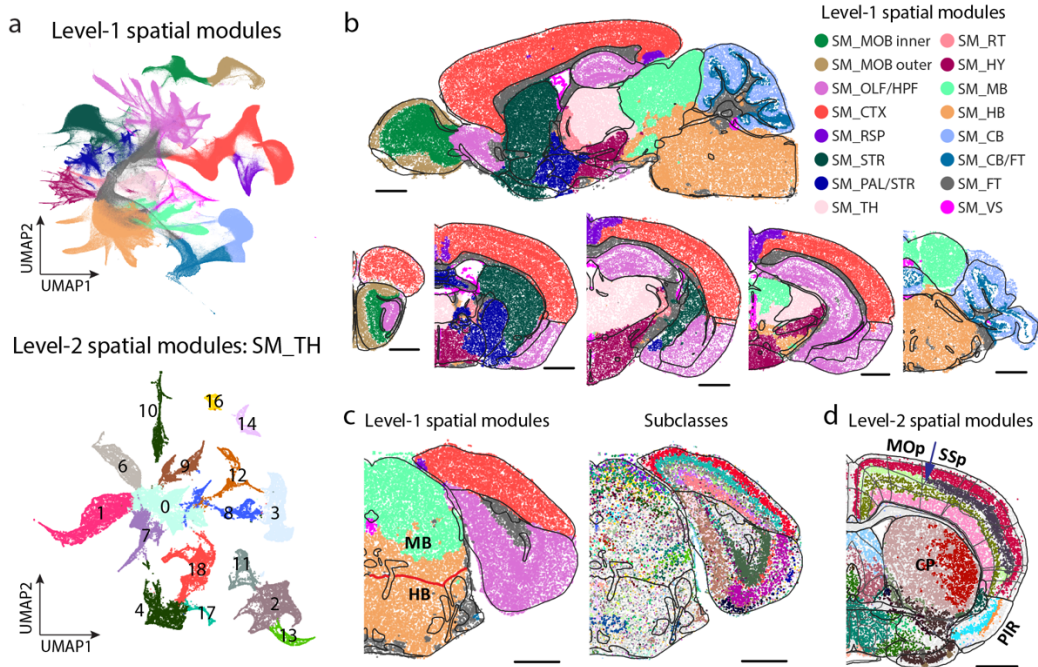 a
Level-1 spatial modules
UMAP2
UMAP1
Level-2 spatial modules: SM_TH
10
16
14
6
9
12
1
0
8
3
7
18
11
4
17
2
13
UMAP2
UMAP1
b
Level-1 spatial modules
SM_MOB inner
SM_MOB outer
SM_OLF/HPF
SM_CTX
SM_RSP
SM_STR
SM_PAL/STR
SM_TH
SM_RT
SM_HY
SM_MB
SM_HB
SM_CB
SM_CB/FT
SM_FT
SM_VS
c
Level-1 spatial modules
Subclasses
MB
HB
d
Level-2 spatial modules
MOp
SSp
CP
PIR